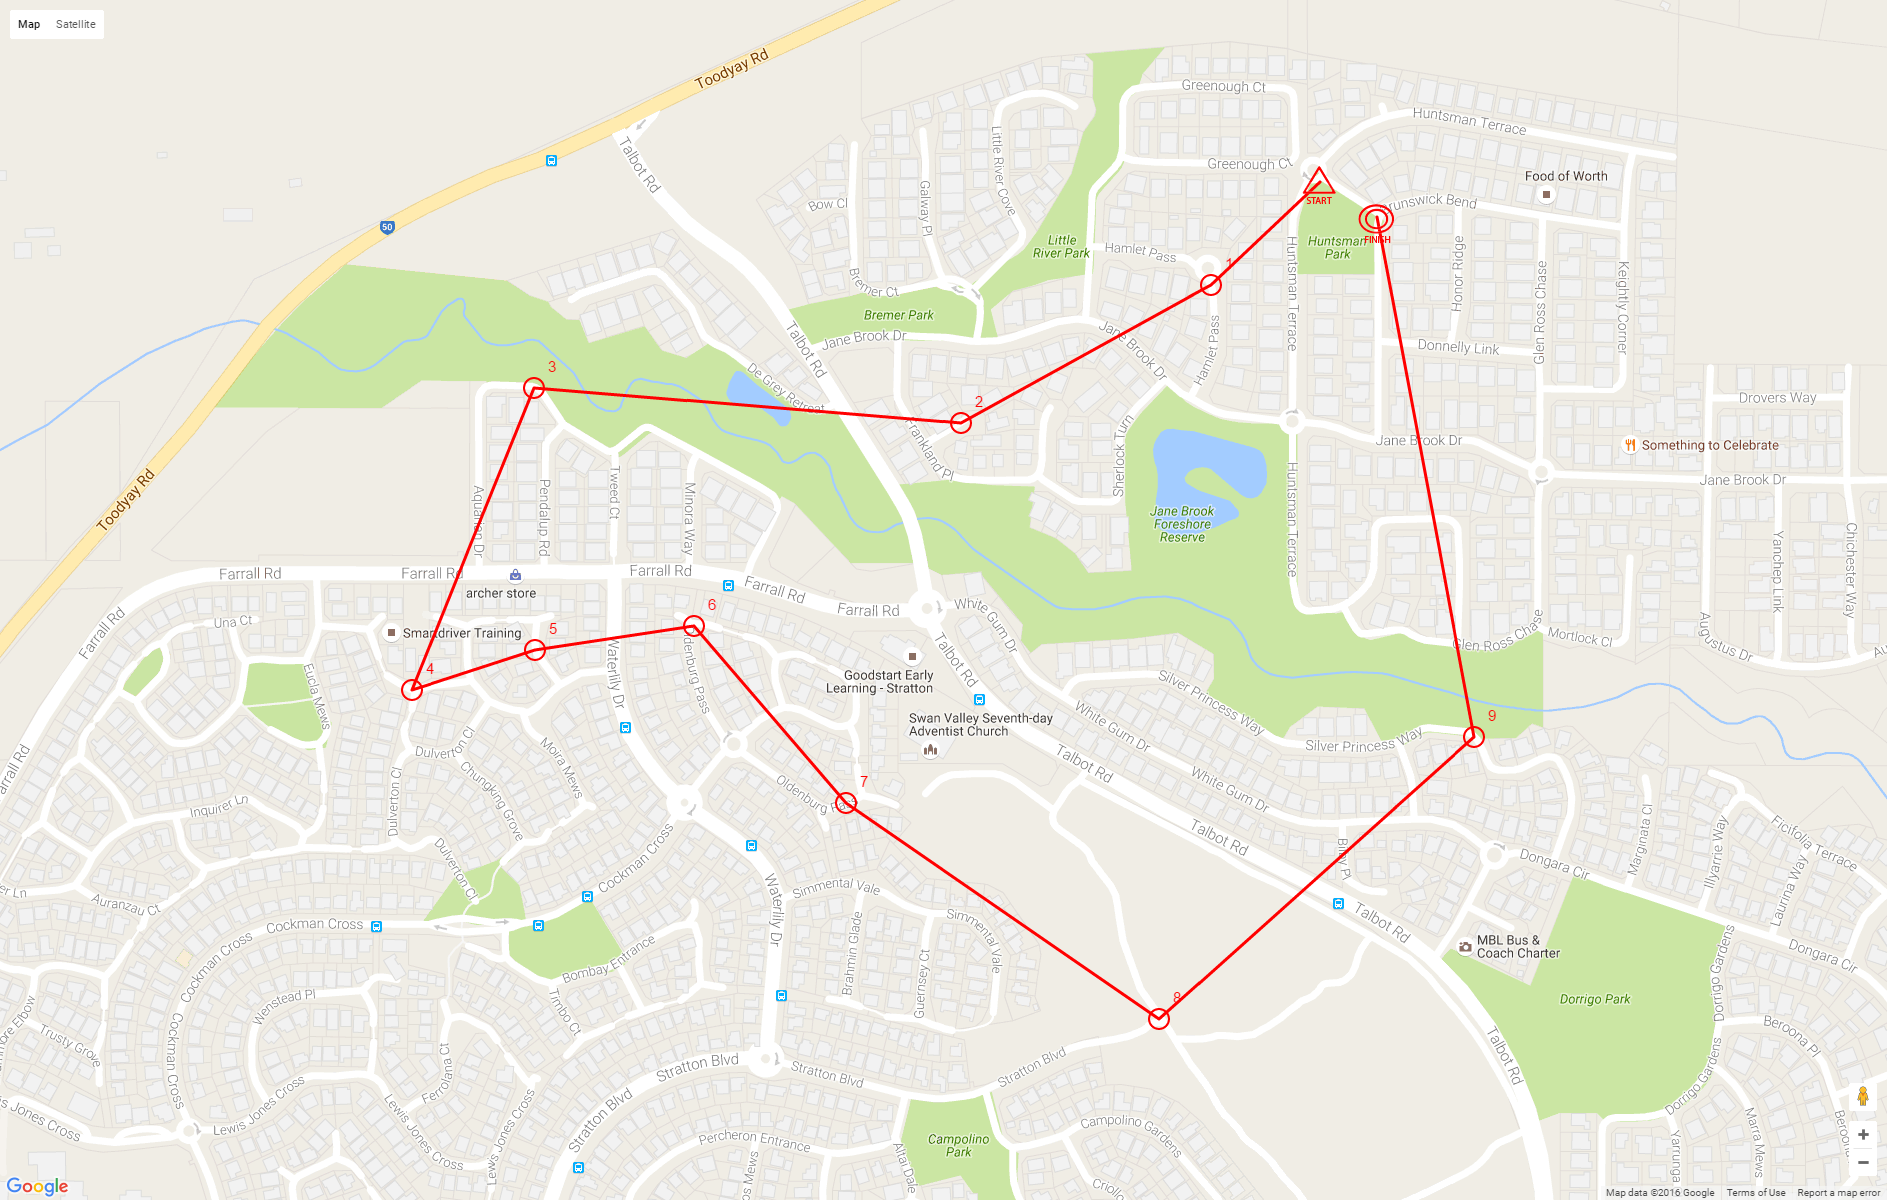 Map
Satellite
Toodyay Rd
Talbot Rd
Greenough Ct
Huntsman Terrace
Little River Cove
Greenough Ct
Food of Worth
START
Galway Pl
Bow Cl
Brunswick Bend
50
Little
River Park
Hamlet Pass
Huntsman
Park
FINISH
1
Honor Ridge
Glen Ross Chase
Keightly Corner
Bremer Ct
Bremer Park
Huntsman Terrace
Jane Brook Dr
Talbot Rd
Jane Brook Dr
Hamlet Pass
Donnelly Link
3
De Grey Retreat
2
Drovers Way
Frankland Pl
Sherlock Turn
Jane Brook Dr
Something to Celebrate
Jane Brook Dr
Toodyay Rd
Aquarian Dr
Pendalup Rd
Tweed Ct
Minora Way
Huntsman Terrace
Jane Brook
Foreshore
Reserve
Yanchep Link
Chichester Way
Farrall Rd
Farrall Rd
Farrall Rd
Farrall Rd
Farrall Rd
archer store
White Gum Dr
Farrall Rd
Una Ct
Smartdriver Training
5
6
Glen Ross Chase
Mortlock Cl
Augustus Dr
Au
4
Eucla Mews
Waterlily Dr
Oldenburg Pass
Talbot Rd
Goodstart Early
Learning - Stratton
Silver Princess Way
Swan Valley Seventh-day
Adventist Church
White Gum Dr
9
Silver Princess Way
Farrall Rd
Dulverton Cl
Moira Mews
Chungking Grove
Talbot Rd
White Gum Dr
7
Oldenburg Pass
Inquirer Ln
Dulverton Cl
Cockman Cross
Talbot Rd
Bilby Pl
Marginata Cl
Illyarrie Way
Ficifolia Terrace
Dongara Cir
Laurina Way
er Ln
Auranzau Ct
Dulverton Cl
Waterlily Dr
Simmental Vale
Simmental Vale
Talbot Rd
Cockman Cross
Cockman Cross
Bombay Entrance
Brahmin Glade
Guernsey Ct
MBL Bus &
Coach Charter
Dorrigo Gardens
Dongara Cir
Dorrigo Park
Wenstead Pl
Timbo Ct
8
Trusty Grove
Cockman Cross
Ferrolana Ct
Stratton Blvd
Stratton Blvd
Stratton Blvd
Stratton Blvd
Talbot Rd
Dorrigo Gardens
Beroona Pl
Lewis Jones Cross
Lewis Jones Cross
Lewis Jones Cross
s Jones Cross
Percheron Entrance
Altai Dale
Campolino
Park
Campolino Gardens
Marra Mews
Yarrunga
Google
Map data ©2016 Google
Terms of Use
Report a map error